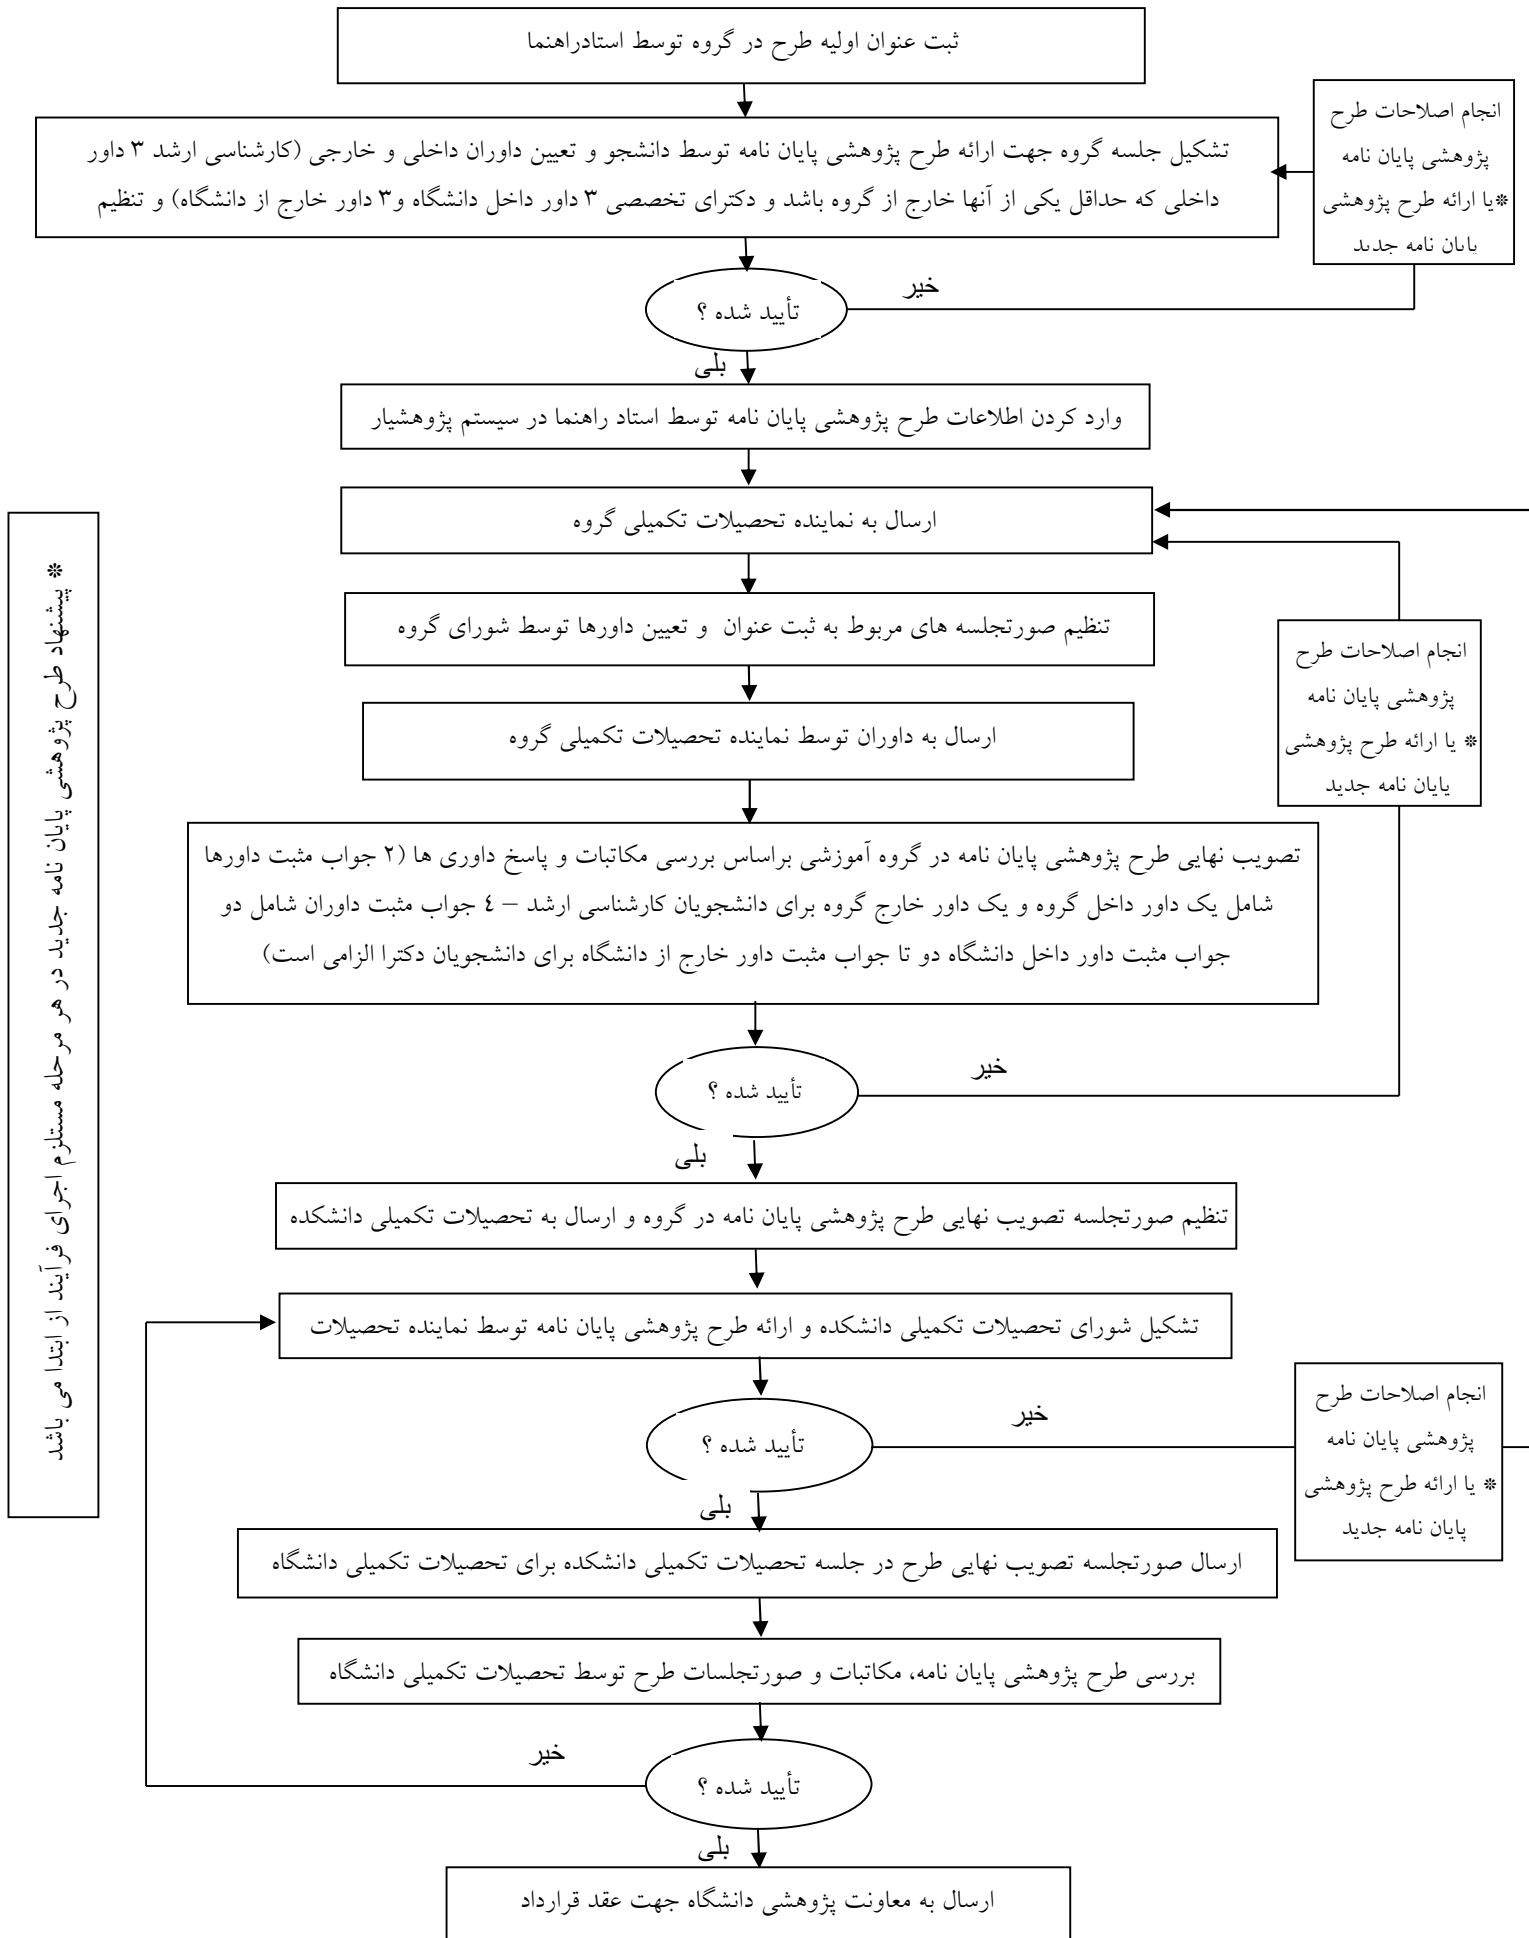 ثبت عنوان اولیه طرح در گروه توسط استادراهنما
انجام اصلاحات طرح
پژوهشی پایان نامه
*یا ارائه طرح پژوهشی
پایان نامه جدید
تشکیل جلسه گروه جهت ارائه طرح پژوهشی پایان نامه توسط دانشجو و تعیین داوران داخلی و خارجی (کارشناسی ارشد ۳ داور
داخلی که حداقل یکی از آنها خارج از گروه باشد و دکترای تخصصی ۳ داور داخل دانشگاه و۳ داور خارج از دانشگاه) و تنظیم
خیر
تأیید شده ؟
بلی
وارد کردن اطلاعات طرح پژوهشی پایان نامه توسط استاد راهنما در سیستم پژوهشیار
ارسال به نماینده تحصیلات تکمیلی گروه
* پیشنهاد طرح پژوهشی پایان نامه جدید در هر مرحله مستلزم اجرای فرآیند از ابتدا می باشد
تنظیم صورتجلسه های مربوط به ثبت عنوان و تعیین داورها توسط شورای گروه
انجام اصلاحات طرح
پژوهشی پایان نامه
* یا ارائه طرح پژوهشی
پایان نامه جدید
ارسال به داوران توسط نماینده تحصیلات تکمیلی گروه
تصویب نهایی طرح پژوهشی پایان نامه در گروه آموزشی براساس بررسی مکاتبات و پاسخ داوری ها (۲ جواب مثبت داورها
شامل یک داور داخل گروه و یک داور خارج گروه برای دانشجویان کارشناسی ارشد – ٤ جواب مثبت داوران شامل دو
جواب مثبت داور داخل دانشگاه دو تا جواب مثبت داور خارج از دانشگاه برای دانشجویان دکترا الزامی است)
خیر
تأیید شده ؟
بلی
تنظیم صورتجلسه تصویب نهایی طرح پژوهشی پایان نامه در گروه و ارسال به تحصیلات تکمیلی دانشکده
تشکیل شورای تحصیلات تکمیلی دانشکده و ارائه طرح پژوهشی پایان نامه توسط نماینده تحصیلات
انجام اصلاحات طرح
پژوهشی پایان نامه
* یا ارائه طرح پژوهشی
پایان نامه جدید
خیر
تأیید شده ؟
بلی
ارسال صورتجلسه تصویب نهایی طرح در جلسه تحصیلات تکمیلی دانشکده برای تحصیلات تکمیلی دانشگاه
بررسی طرح پژوهشی پایان نامه، مکاتبات و صورتجلسات طرح توسط تحصیلات تکمیلی دانشگاه
خیر
تأیید شده ؟
بلی
ارسال به معاونت پژوهشی دانشگاه جهت عقد قرارداد